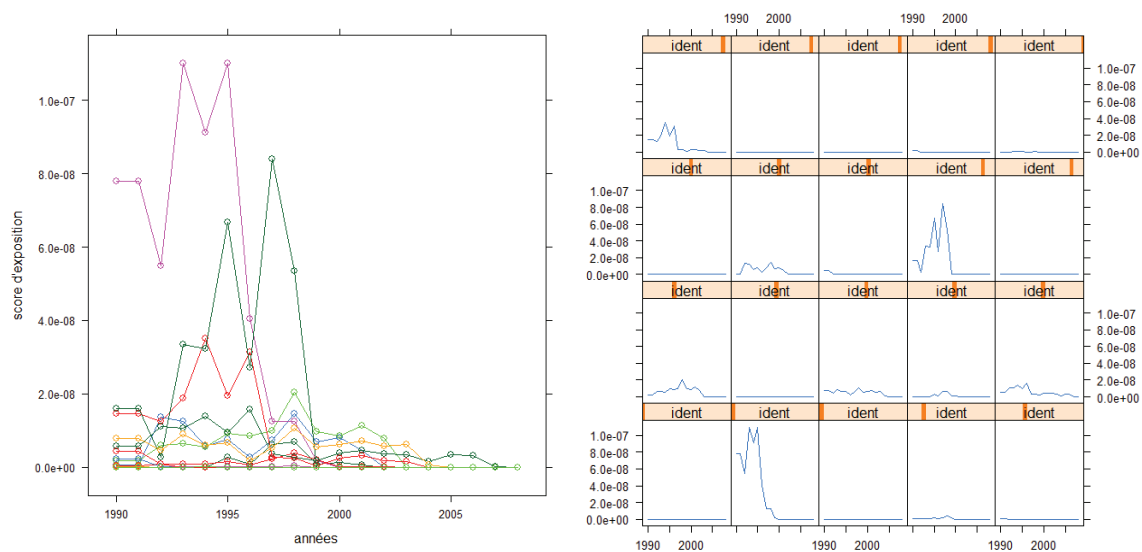 1990 2000
1990 2000
ident ident ident ident ident
1.0e-07
8.0e-08
6.0e-08
4.0e-08
2.0e-08
0.0e+00
ident ident ident ident ident
1.0e-07
8.0e-08
6.0e-08
4.0e-08
2.0e-08
0.0e+00
ident ident ident ident ident
1.0e-07
8.0e-08
6.0e-08
4.0e-08
2.0e-08
0.0e+00
ident ident ident ident ident
1.0e-07
8.0e-08
6.0e-08
4.0e-08
2.0e-08
0.0e+00
1990 2000
1990 2000
1990 2000
score d'exposition
1.0e-07
8.0e-08
6.0e-08
4.0e-08
2.0e-08
0.0e+00
1990 1995 2000 2005
années